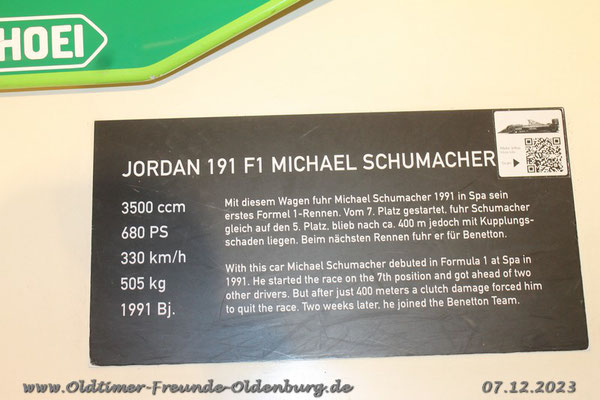 HOEI
JORDAN 191 F1 MICHAEL SCHUMACHER
3500 ccm
680 PS
330 km/h
505 kg
1991 Bj.
Mit diesem Wagen fuhr Michael Schumacher 1991 in Spa sein
erstes Formel 1-Rennen. Vom 7. Platz gestartet, fuhr Schumacher
gleich auf den 5. Platz. blieb nach ca. 400 m jedoch mit Kupplungs-
schaden liegen. Beim nächsten Rennen fuhr er für Benetton.
With this car Michael Schumacher debuted in Formula 1 at Spa in
1991. He started the race on the 7th position and got ahead of two
other drivers. But after just 400 meters a clutch damage forced him
to quit the race. Two weeks later, he joined the Benetton Team.
www.Oldtimer-Freunde-Oldenburg.de
07.12.2023